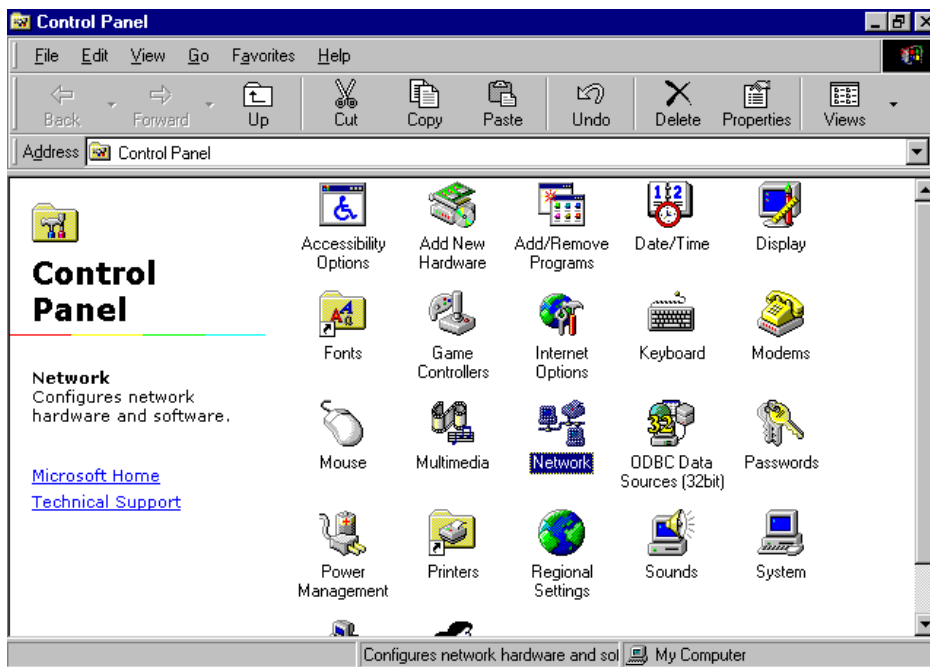 Control Panel
File Edit View Go Favorites Help
Back Forward Up Cut Copy Paste Undo Delete Properties Views
Address Control Panel
Control
Panel
Network
Configures network
hardware and software.
Microsoft Home
Technical Support
Accessibility
Options
Add New
Hardware
Add/Remove
Programs
Date/Time
Display
Fonts
Game
Controllers
Internet
Options
Keyboard
Modems
Mouse
Multimedia
Network
ODBC Data
Sources (32bit)
Passwords
Power
Management
Printers
Regional
Settings
Sounds
System
Configures network hardware and sol My Computer